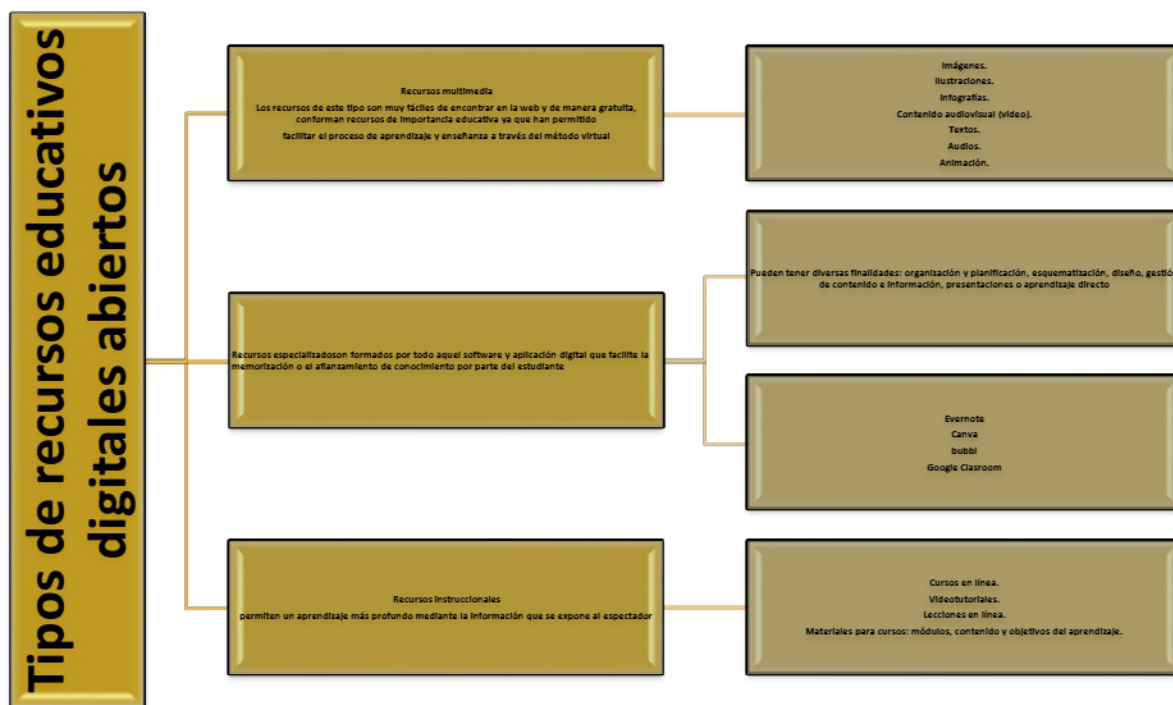 Tipos de recursos educativos
digitales abiertos
Recursos multimedia
Los recursos de este tipo son muy fáciles de encontrar en la web y de manera gratuita,
conforman recursos de importancia educativa ya que han permitido
facilitar el proceso de aprendizaje y enseñanza a través del método virtual
Imágenes.
Ilustraciones.
Infografías.
Contenido audiovisual (video).
Textos.
Audios.
Animación.
Recursos especializadoson formados por todo aquel software y aplicación digital que facilite la
memorización o el afianzamiento de conocimiento por parte del estudiante
Pueden tener diversas finalidades: organización y planificación, esquematización, diseño, gestión
de contenido e información, presentaciones o aprendizaje directo
Evernote
Canva
bubbl
Google Clasroom
Recursos instruccionales
permiten un aprendizaje más profundo mediante la información que se expone al espectador
Cursos en línea.
Videotutoriales.
Lecciones en línea.
Materiales para cursos: módulos, contenido y objetivos del aprendizaje.